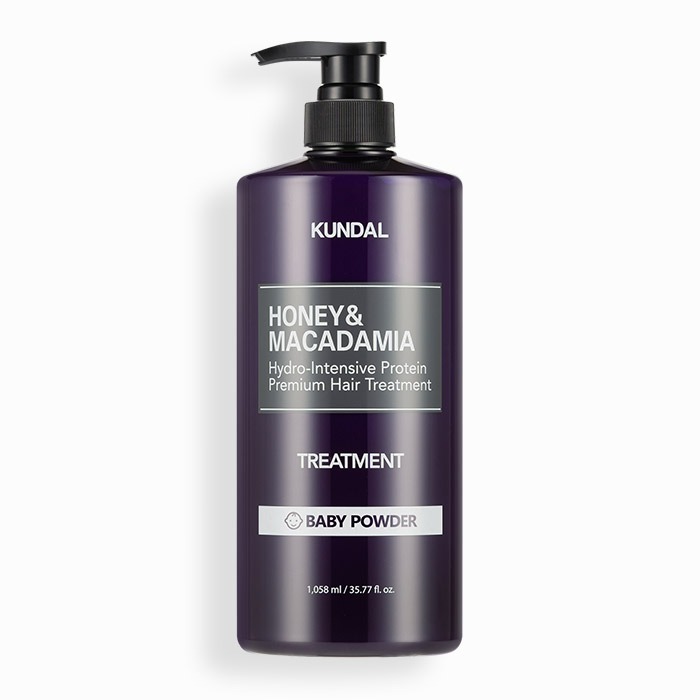 KUNDAL
HONEY&
MACADAMIA
Hydro-Intensive Protein
Premium Hair Treatment
TREATMENT
BABY POWDER
1,058 ml / 35.77 fl. oz.